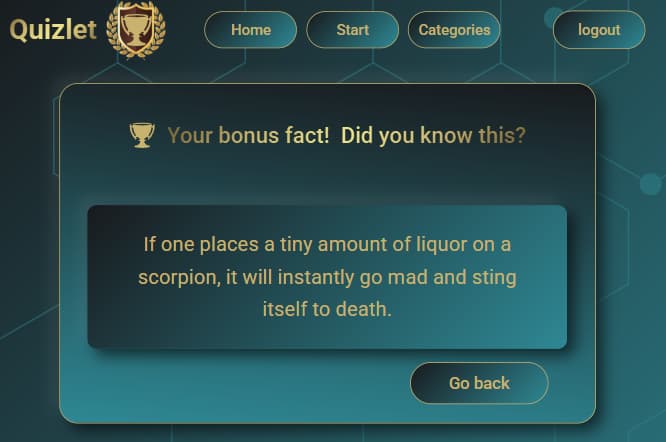 Quizlet
Home
Start
Categories
logout
Your bonus fact! Did you know this?
If one places a tiny amount of liquor on a
scorpion, it will instantly go mad and sting
itself to death.
Go back